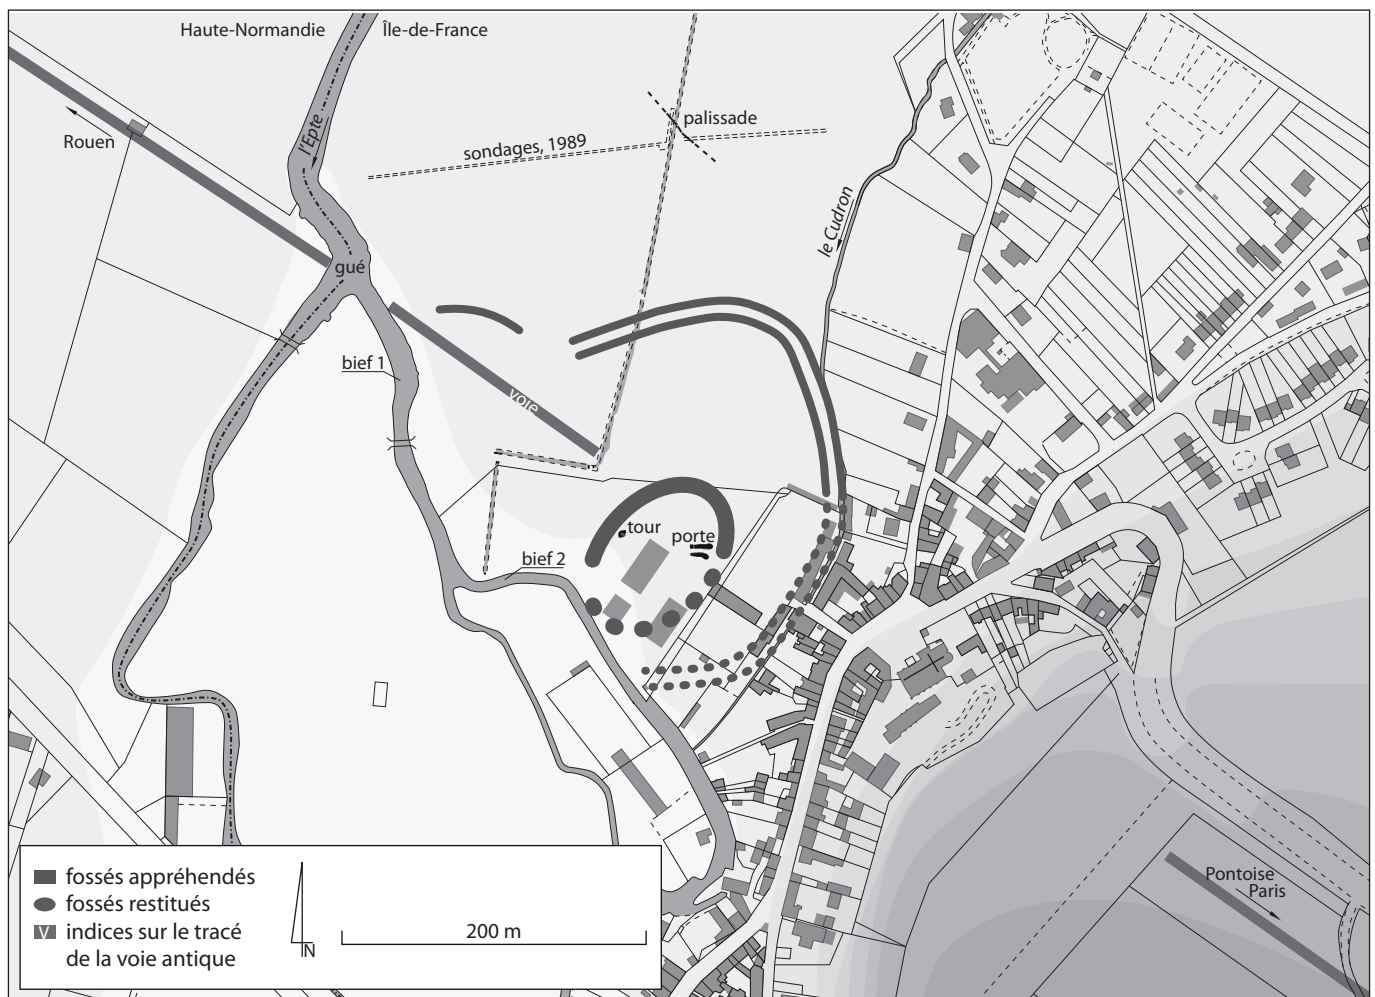 Haute-Normandie
Île-de-France
Rouen
l'Epte
sondages, 1989
palissade
le Cudron
gué
bief 1
voie
tour
porte
bief 2
Pontoise
Paris
fossés appréhendés
fossés restitués
V indices sur le tracé
de la voie antique
N
200 m